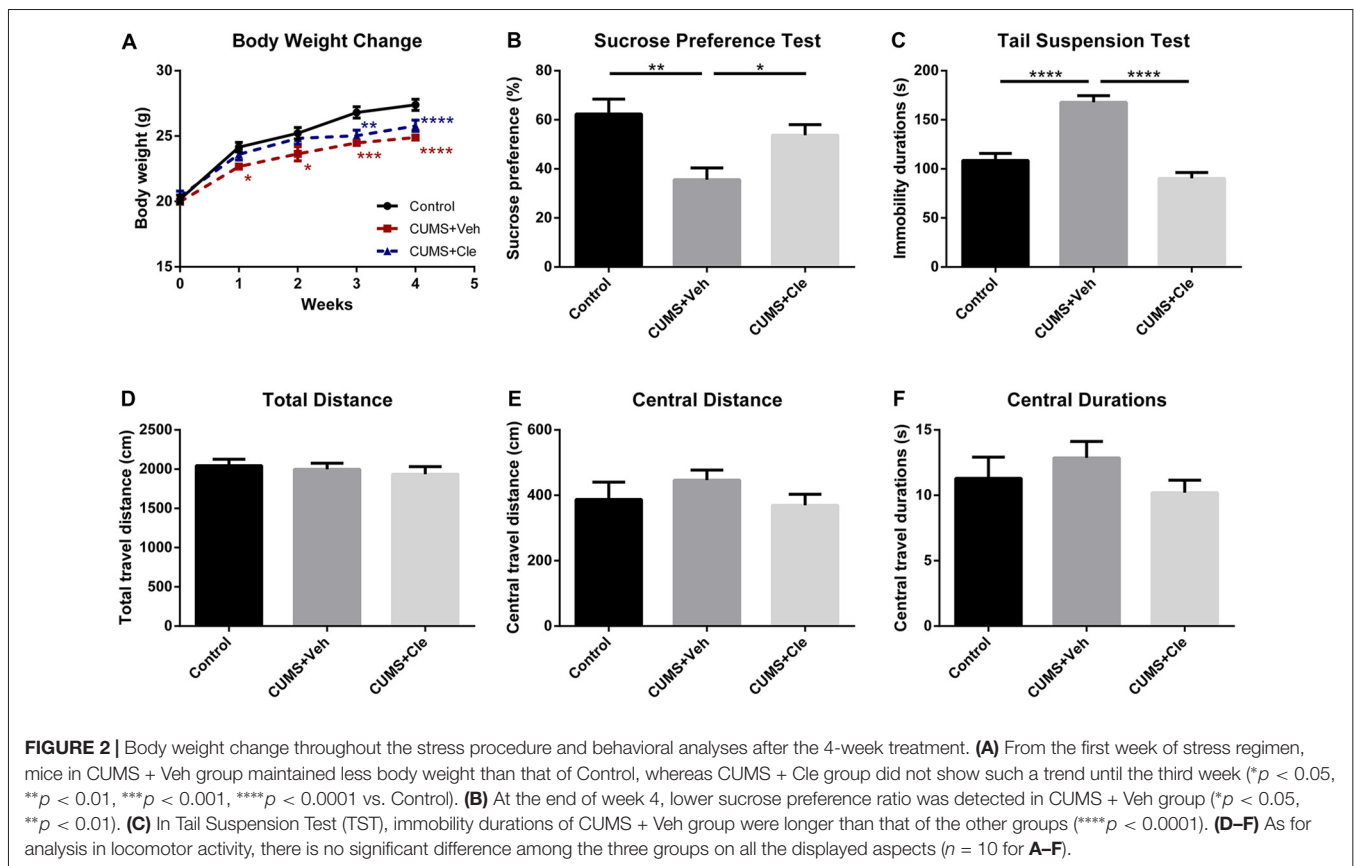 A Body Weight Change
30
25
20
15
Body weight (g)
**
****
*
*
***
****
Control
CUMS+Veh
CUMS+Cle
0 1 2 3 4 5
Weeks
B Sucrose Preference Test
80
60
40
20
0
Sucrose preference (%)
** *
Control CUMS+Veh CUMS+Cle
C Tail Suspension Test
200
150
100
50
0
Immobility durations (s)
**** ****
Control CUMS+Veh CUMS+Cle
D Total Distance
2500
2000
1500
1000
500
0
Total travel distance (cm)
Control CUMS+Veh CUMS+Cle
E Central Distance
600
400
200
0
Central travel distance (cm)
Control CUMS+Veh CUMS+Cle
F Central Durations
15
10
5
0
Central travel durations (s)
Control CUMS+Veh CUMS+Cle
FIGURE 2 | Body weight change throughout the stress procedure and behavioral analyses after the 4-week treatment. (A) From the first week of stress regimen,
mice in CUMS + Veh group maintained less body weight than that of Control, whereas CUMS + Cle group did not show such a trend until the third week (*p < 0.05,
**p < 0.01, ***p < 0.001, ****p < 0.0001 vs. Control). (B) At the end of week 4, lower sucrose preference ratio was detected in CUMS + Veh group (*p < 0.05,
**p < 0.01). (C) In Tail Suspension Test (TST), immobility durations of CUMS + Veh group were longer than that of the other groups (****p < 0.0001). (D–F) As for
analysis in locomotor activity, there is no significant difference among the three groups on all the displayed aspects (n = 10 for A–F).